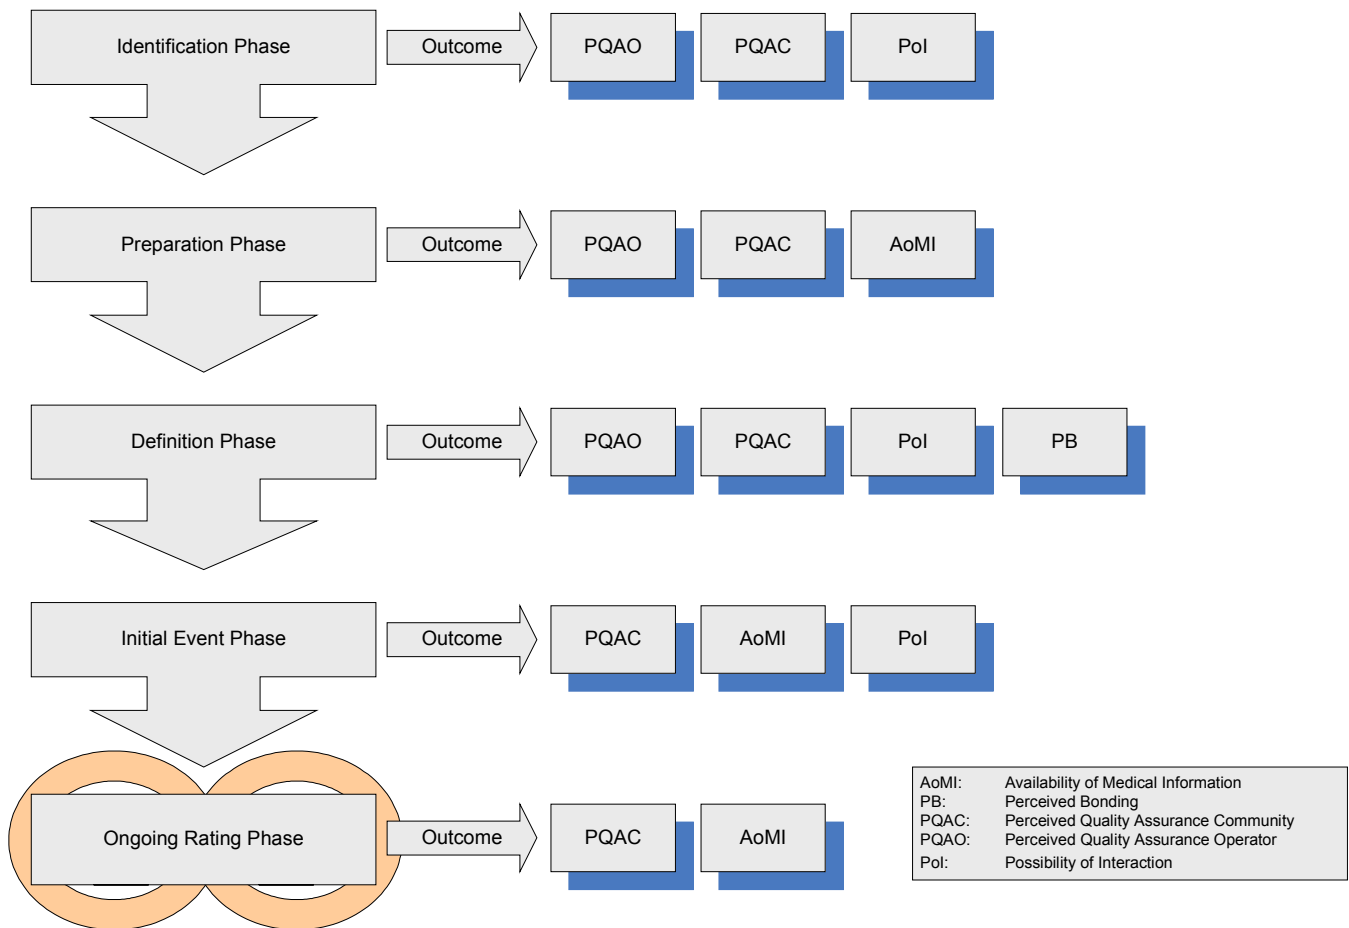 Identification Phase
Outcome
PQAO
PQAC
PoI
Preparation Phase
Outcome
PQAO
PQAC
AoMI
Definition Phase
Outcome
PQAO
PQAC
PoI
PB
Initial Event Phase
Outcome
PQAC
AoMI
PoI
Ongoing Rating Phase
Outcome
PQAC
AoMI
AoMI: Availability of Medical Information
PB: Perceived Bonding
PQAC: Perceived Quality Assurance Community
PQAO: Perceived Quality Assurance Operator
PoI: Possibility of Interaction